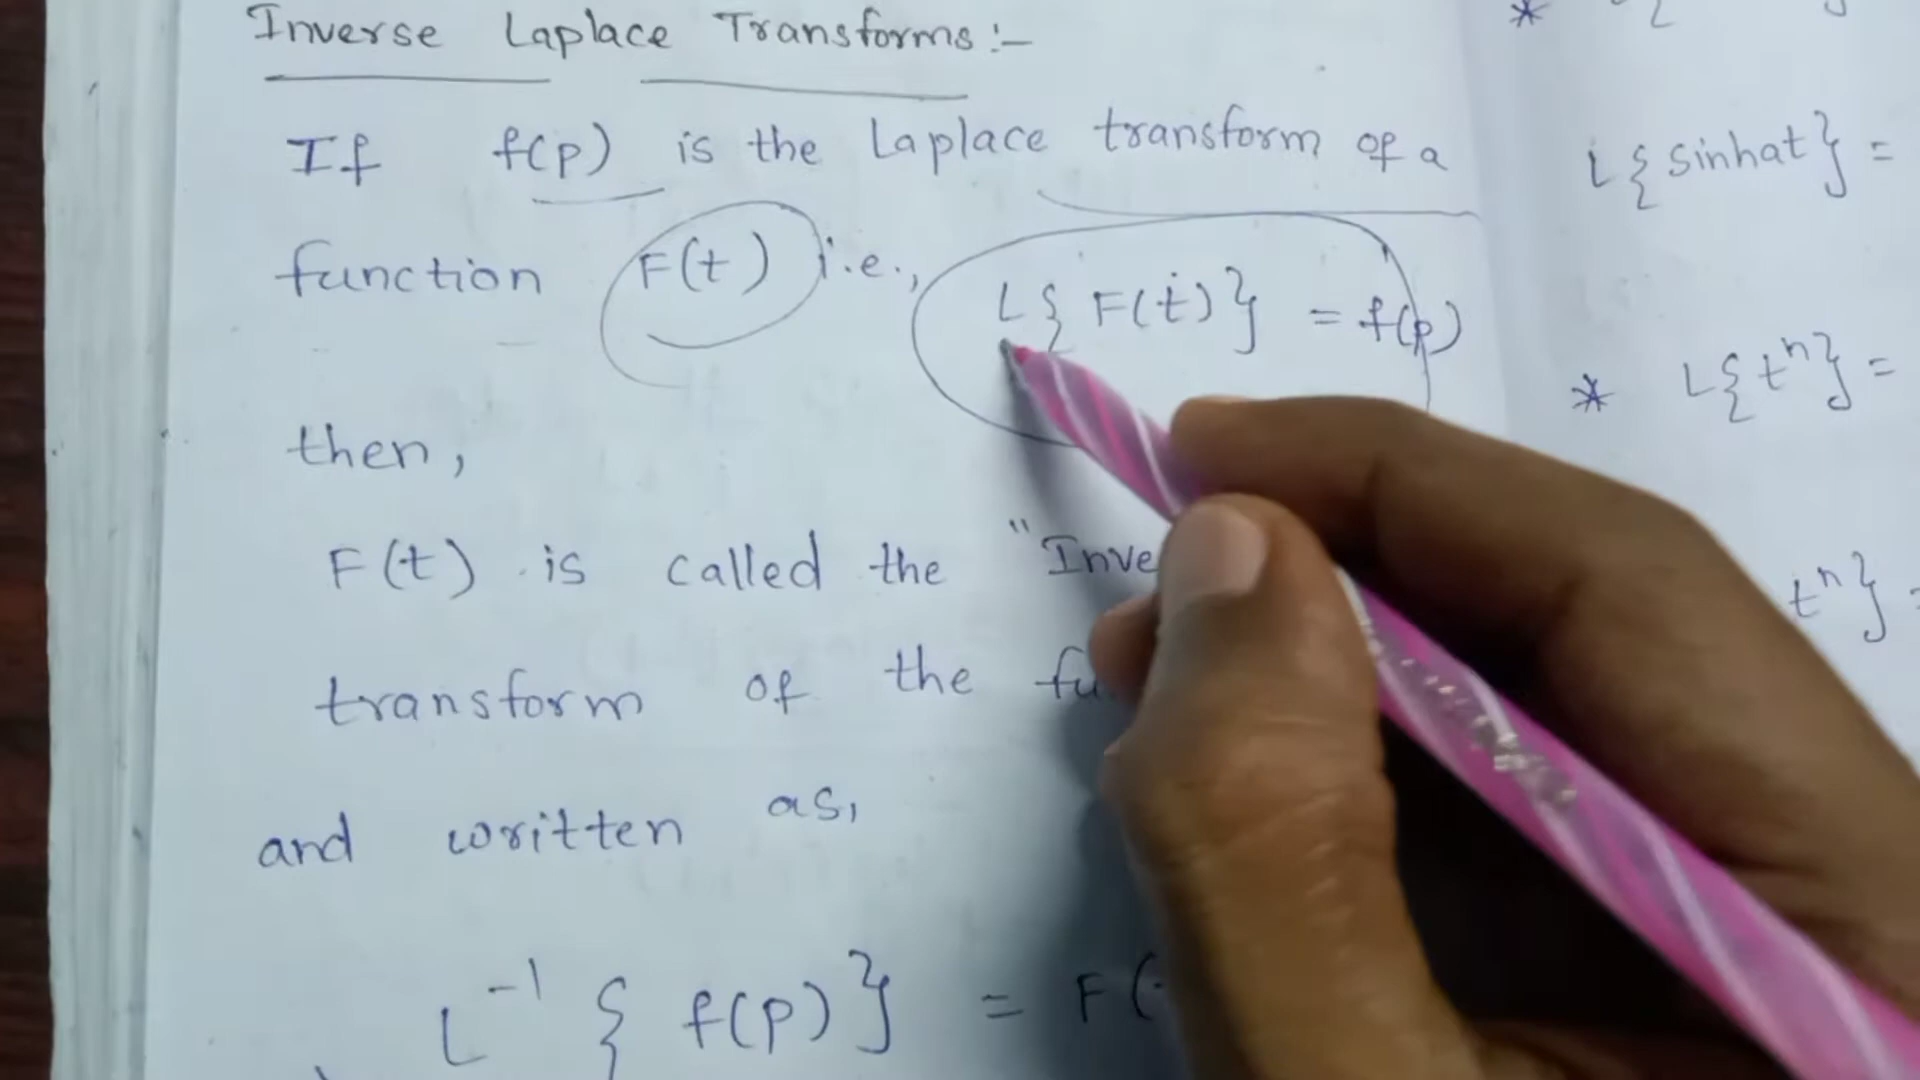 Inverse Laplace Transforms :-
If f(p) is the Laplace transform of a
function F(t) i.e., L{ F(t)} = f(p)
then,
F(t) is called the "Inve
transform of the fu
and written as,
L⁻¹ { f(p)} = F(
*
L{sinhat} =
* L{tⁿ} =
tⁿ} =